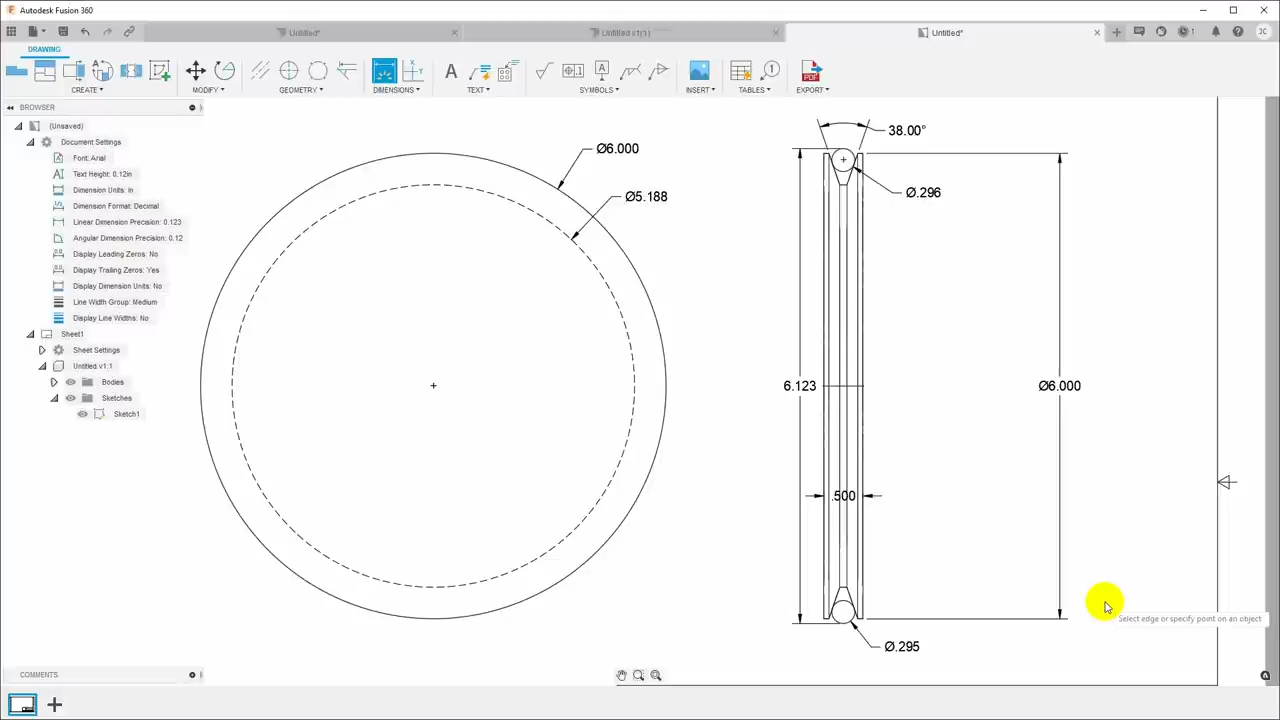 Autodesk Fusion 360
Untitled*
Untitled v1(1)
Untitled*
1
JC
DRAWING
CREATE
MODIFY
GEOMETRY
DIMENSIONS
TEXT
SYMBOLS
INSERT
TABLES
EXPORT
BROWSER
(Unsaved)
Document Settings
Font: Arial
Text Height: 0.12in
Dimension Units: in
Dimension Format: Decimal
Linear Dimension Precision: 0.123
Angular Dimension Precision: 0.12
Display Leading Zeros: No
Display Trailing Zeros: Yes
Display Dimension Units: No
Line Width Group: Medium
Display Line Widths: No
Sheet1
Sheet Settings
Untitled v1:1
Bodies
Sketches
Sketch1
Ø6.000
Ø5.188
38.00°
Ø.296
6.123
Ø6.000
.500
Ø.295
Select edge or specify point on an object
COMMENTS